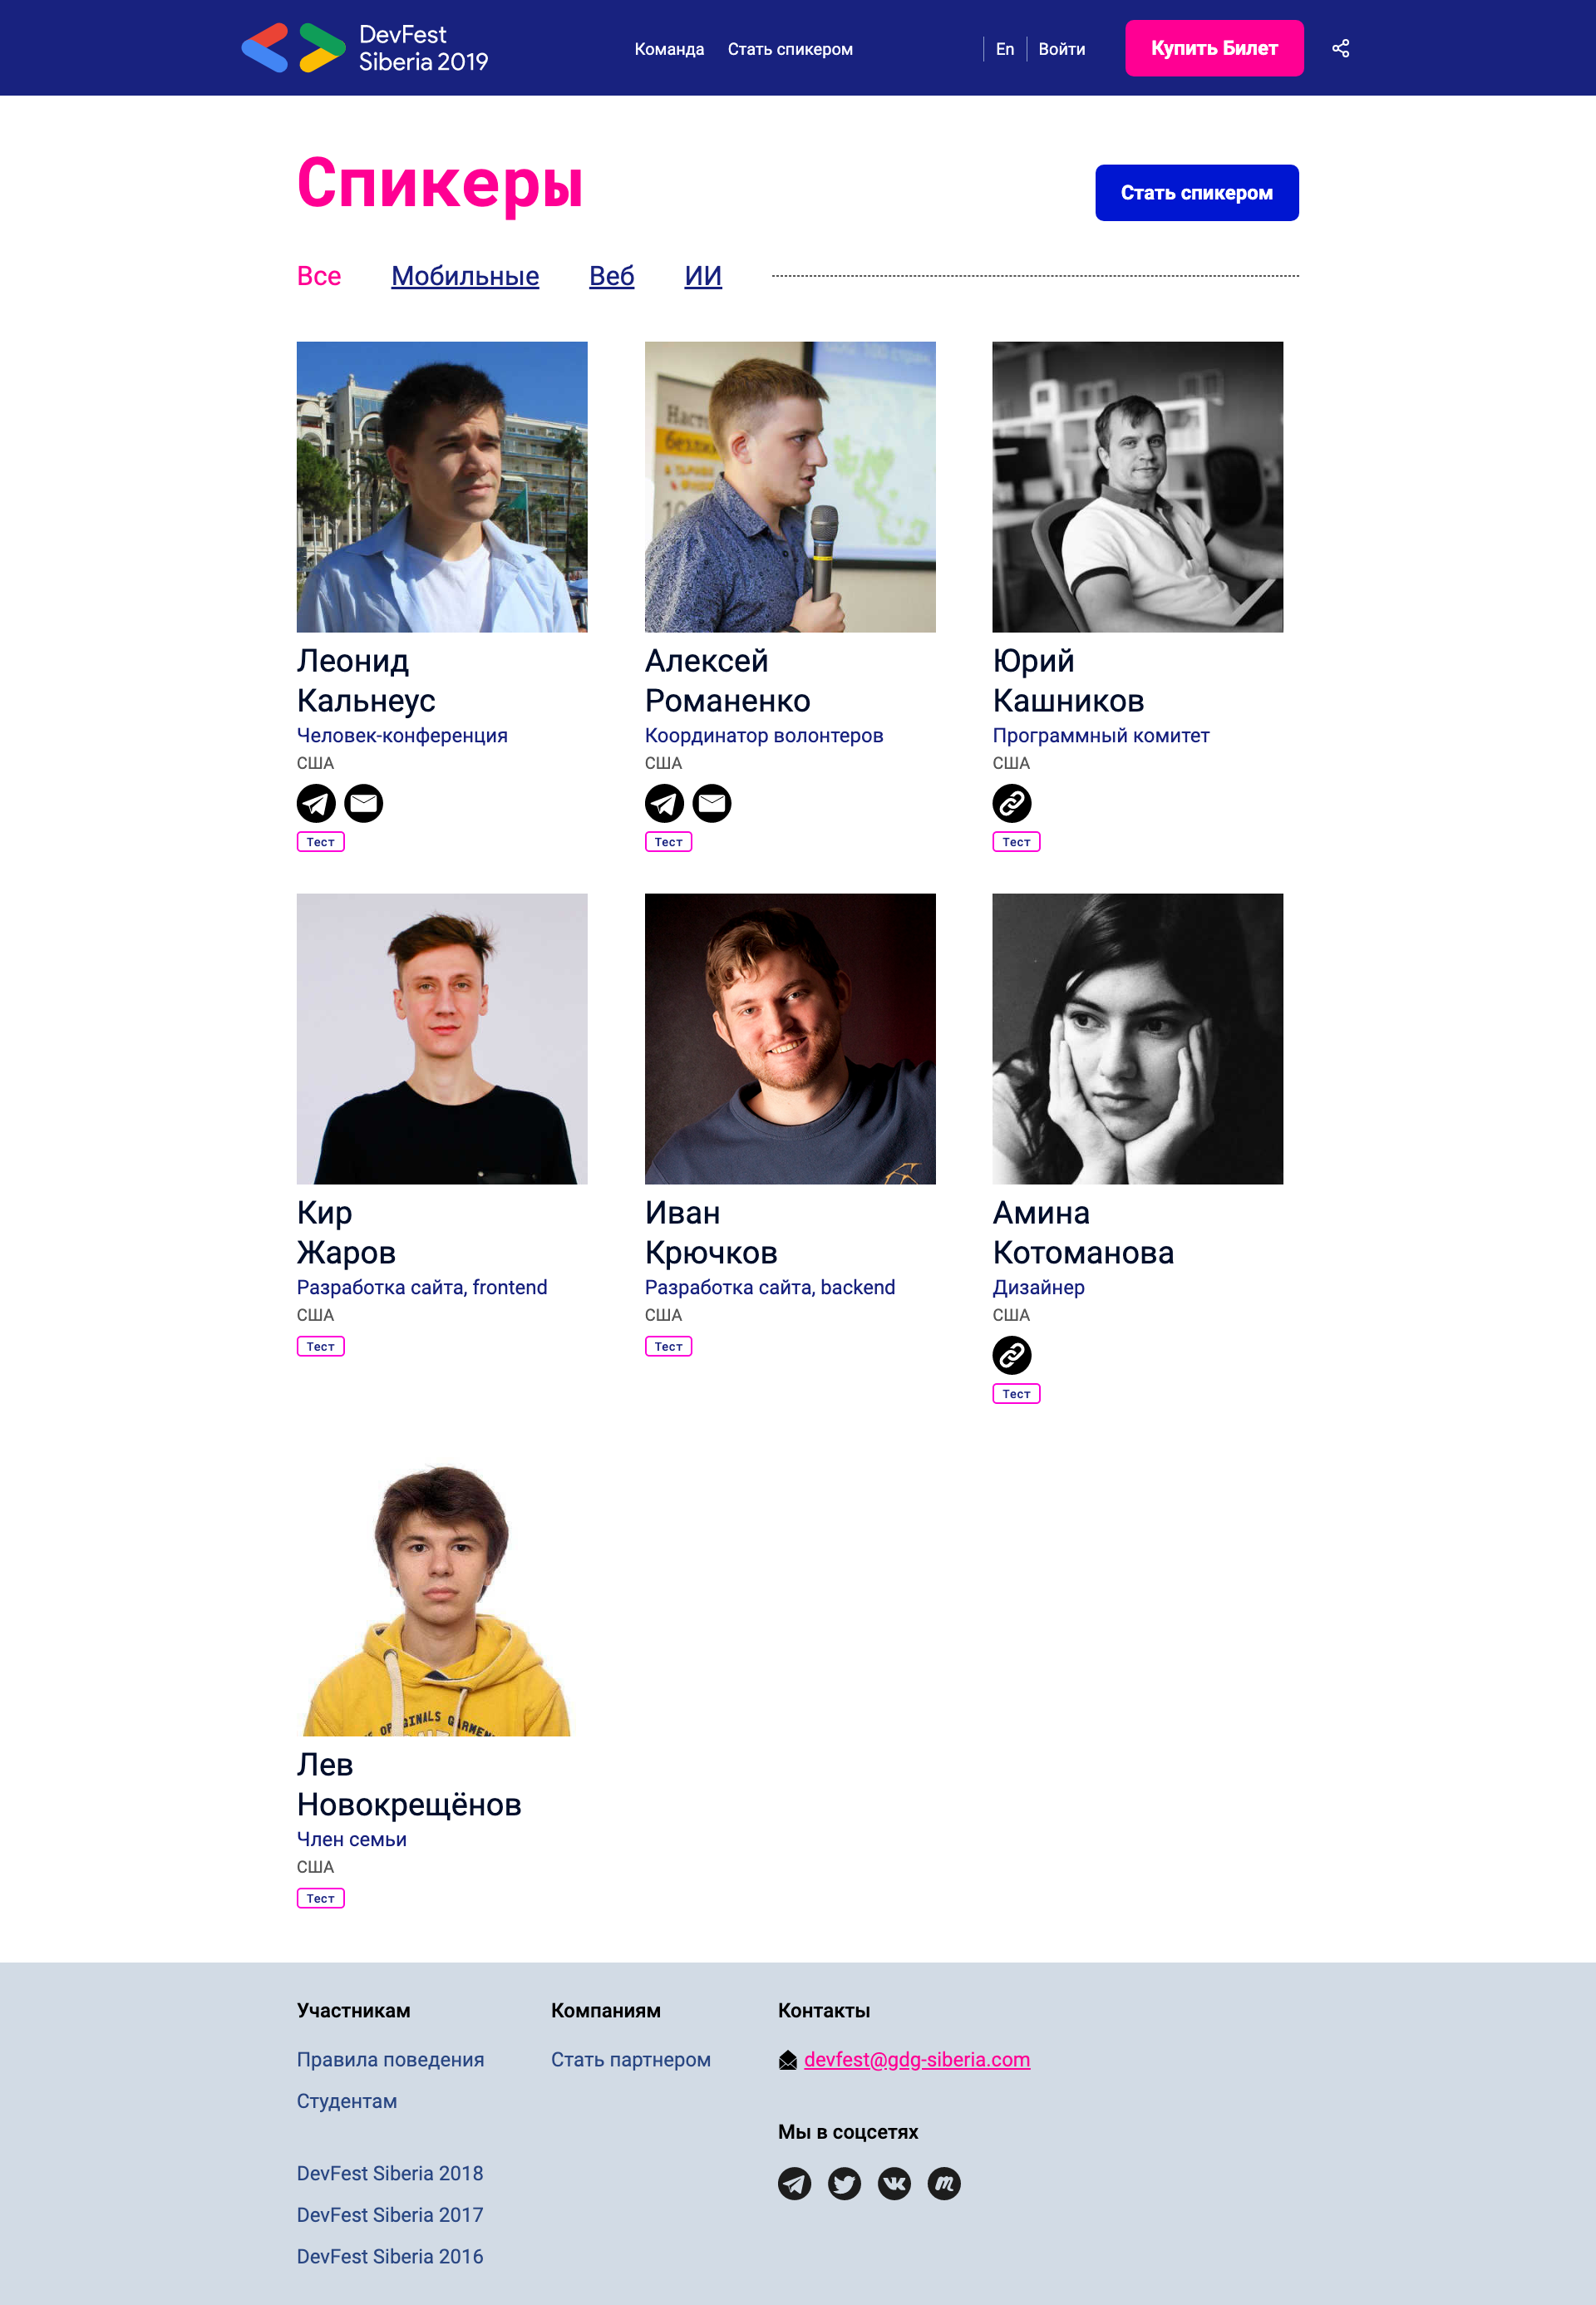 DevFest
Siberia 2019
Команда
Стать спикером
En
Войти
Купить Билет
Спикеры
Стать спикером
Все
Мобильные
Веб
ИИ
Леонид
Кальнеус
Человек-конференция
США
Тест
Алексей
Романенко
Координатор волонтеров
США
Тест
Юрий
Кашников
Программный комитет
США
Тест
Кир
Жаров
Разработка сайта, frontend
США
Тест
Иван
Крючков
Разработка сайта, backend
США
Тест
Амина
Котоманова
Дизайнер
США
Тест
Лев
Новокрещёнов
Член семьи
США
Тест
Участникам
Правила поведения
Студентам
DevFest Siberia 2018
DevFest Siberia 2017
DevFest Siberia 2016
Компаниям
Стать партнером
Контакты
devfest@gdg-siberia.com
Мы в соцсетях